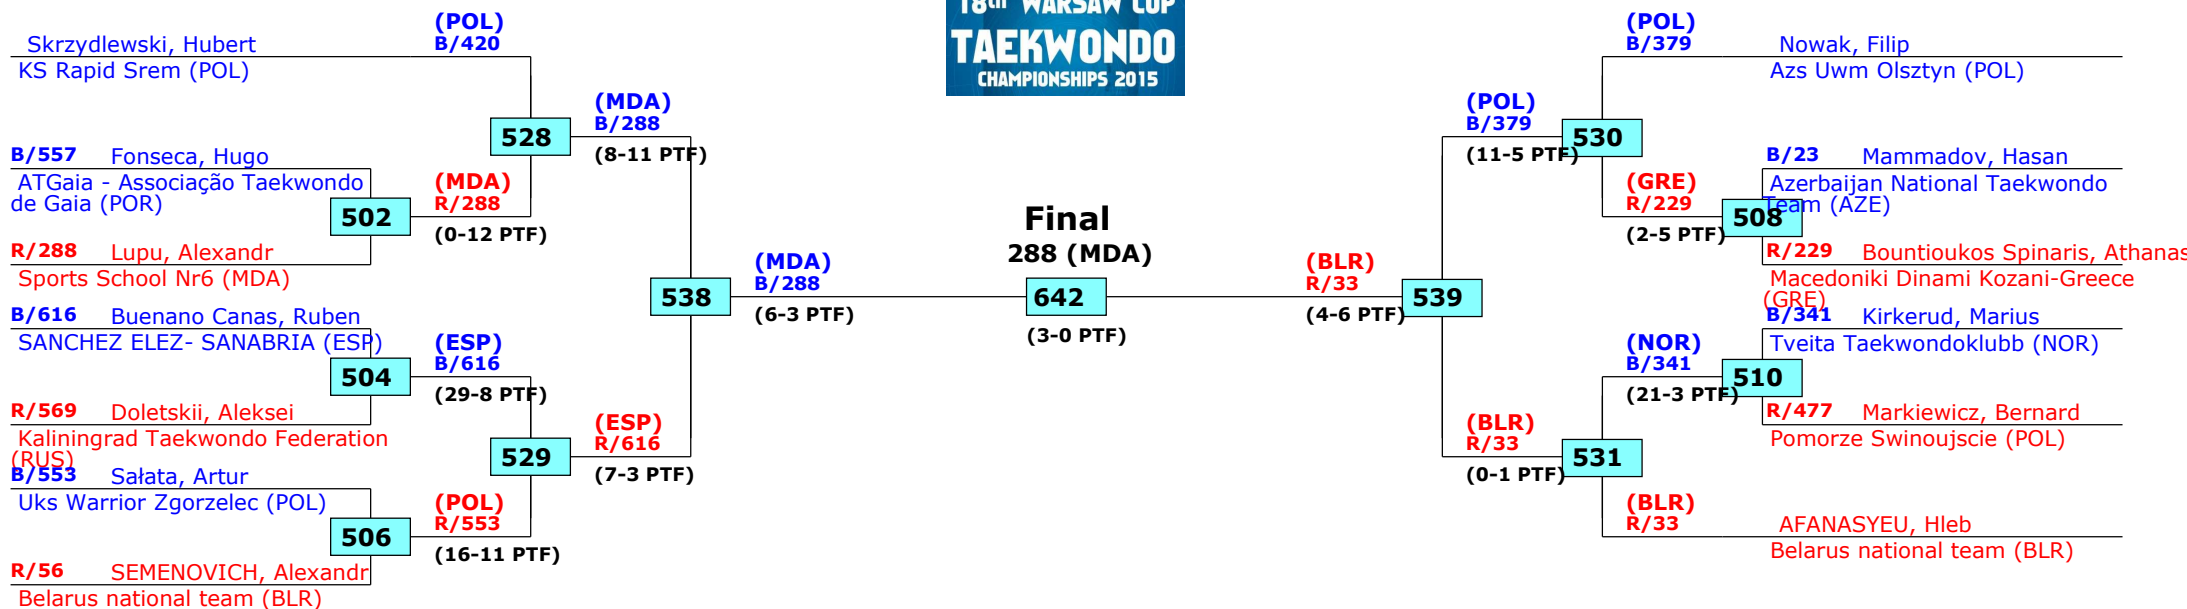 18th WARSAW CUP
TAEKWONDO
CHAMPIONSHIPS 2015
(POL)
B/420
Skrzydlewski, Hubert
KS Rapid Srem (POL)
528
(MDA)
B/288
(8-11 PTF)
B/557 Fonseca, Hugo
ATGaia - Associação Taekwondo
de Gaia (POR)
502
(MDA)
R/288
(0-12 PTF)
R/288 Lupu, Alexandr
Sports School Nr6 (MDA)
538
(MDA)
B/288
(6-3 PTF)
B/616 Buenano Canas, Ruben
SANCHEZ ELEZ- SANABRIA (ESP)
504
(ESP)
B/616
(29-8 PTF)
R/569 Doletskii, Aleksei
Kaliningrad Taekwondo Federation
(RUS)
529
(ESP)
R/616
(7-3 PTF)
B/553 Sałata, Artur
Uks Warrior Zgorzelec (POL)
506
(POL)
R/553
(16-11 PTF)
R/56 SEMENOVICH, Alexandr
Belarus national team (BLR)
Final
288 (MDA)
642
(3-0 PTF)
(BLR)
R/33
(4-6 PTF)
539
(POL)
B/379
(11-5 PTF)
530
(POL)
B/379
Nowak, Filip
Azs Uwm Olsztyn (POL)
(GRE)
R/229
(2-5 PTF)
508
B/23 Mammadov, Hasan
Azerbaijan National Taekwondo
Team (AZE)
R/229 Bountioukos Spinaris, Athanas
Macedoniki Dinami Kozani-Greece
(GRE)
(BLR)
R/33
(0-1 PTF)
531
(NOR)
B/341
(21-3 PTF)
510
B/341 Kirkerud, Marius
Tveita Taekwondoklubb (NOR)
R/477 Markiewicz, Bernard
Pomorze Swinoujscie (POL)
(BLR)
R/33
AFANASYEU, Hleb
Belarus national team (BLR)